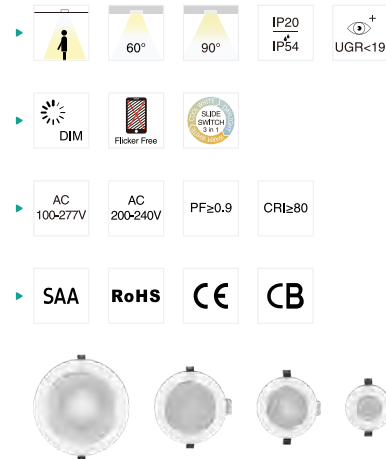 60°
90°
IP20
IP54
UGR<19
DIM
Flicker Free
SLIDE
SWITCH
3 in 1
AC
100-277V
AC
200-240V
PF≥0.9
CRI≥80
SAA
RoHS
CE
CB